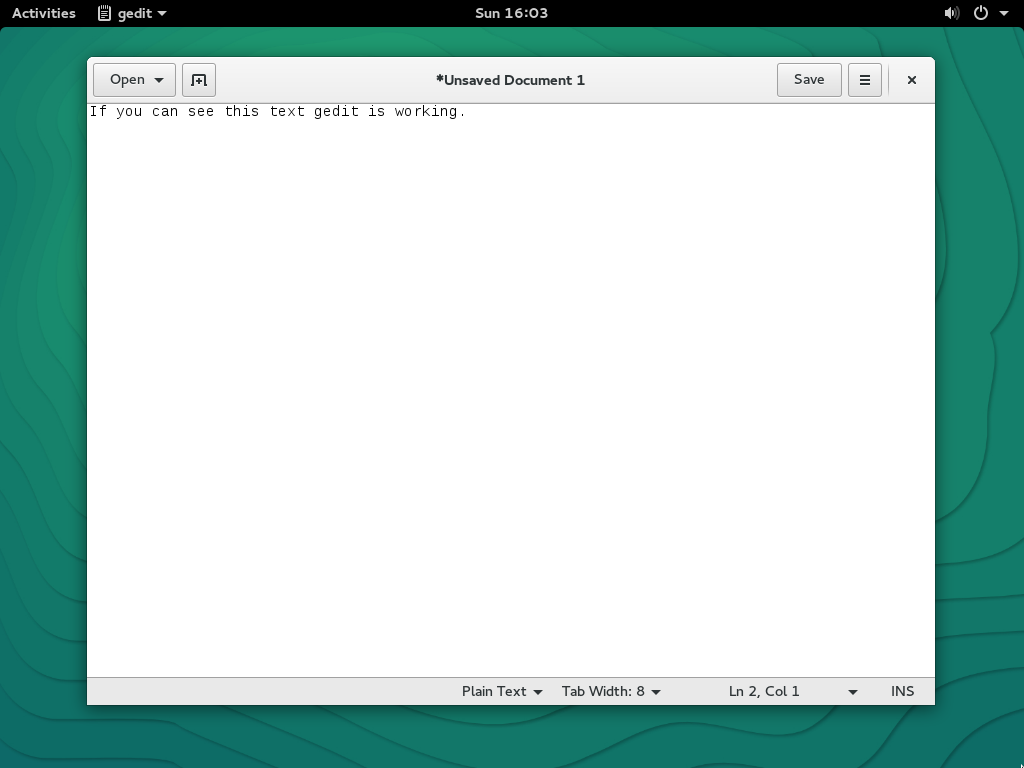 Activities gedit Sun 16:03
Open *Unsaved Document 1 Save
If you can see this text gedit is working.
Plain Text Tab Width: 8 Ln 2, Col 1 INS